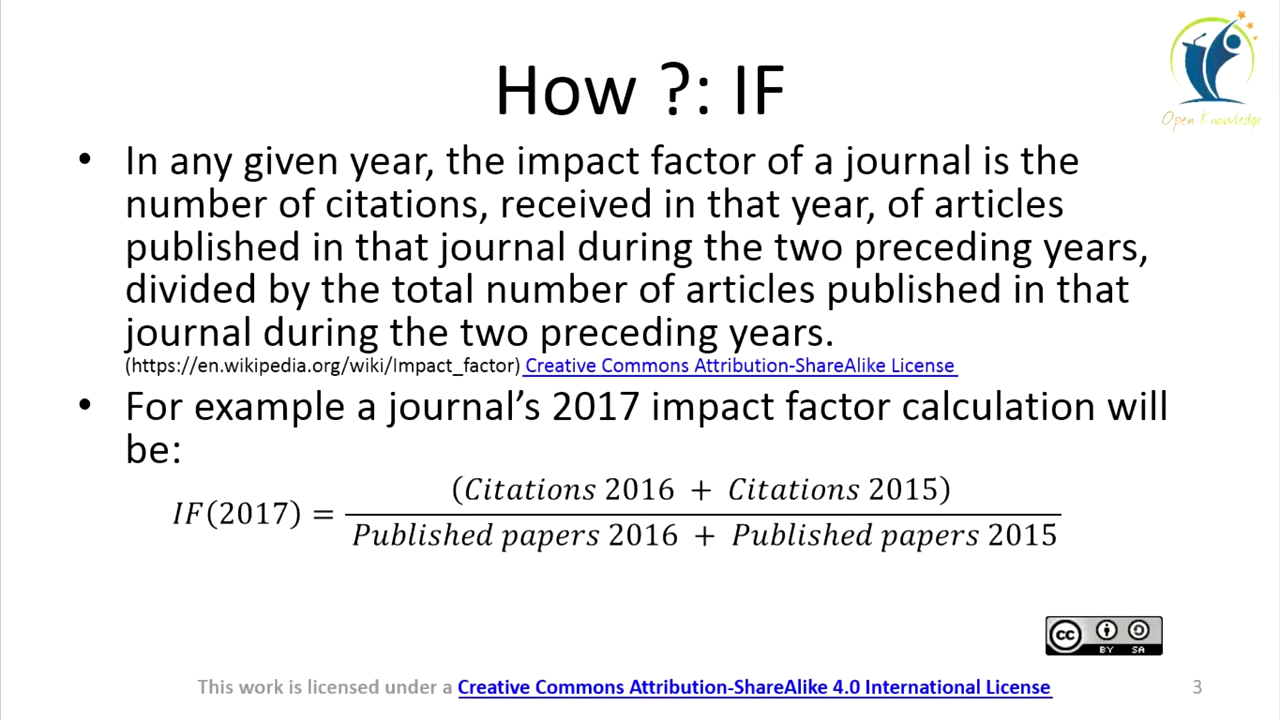 Open Knowledge
How ?: IF
• In any given year, the impact factor of a journal is the
number of citations, received in that year, of articles
published in that journal during the two preceding years,
divided by the total number of articles published in that
journal during the two preceding years.
(https://en.wikipedia.org/wiki/Impact_factor) Creative Commons Attribution-ShareAlike License
• For example a journal’s 2017 impact factor calculation will
be:
IF(2017) = (Citations 2016 + Citations 2015) / Published papers 2016 + Published papers 2015
cc BY SA
This work is licensed under a Creative Commons Attribution-ShareAlike 4.0 International License
3